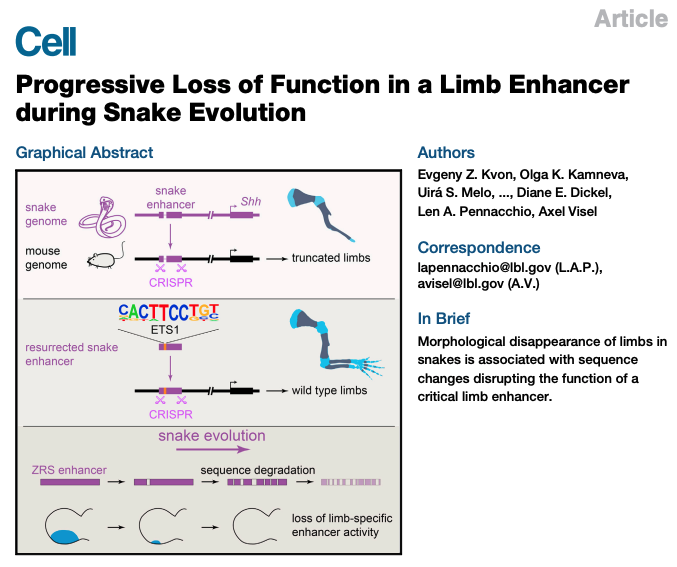 Article
Cell
Progressive Loss of Function in a Limb Enhancer
during Snake Evolution
Graphical Abstract
snake
genome
snake
enhancer
Shh
mouse
genome
truncated limbs
CRISPR
CACTTCCTGT
ETS1
resurrected snake
enhancer
wild type limbs
CRISPR
snake evolution
ZRS enhancer
sequence degradation
loss of limb-specific
enhancer activity
Authors
Evgeny Z. Kvon, Olga K. Kamneva,
Uirá S. Melo, ..., Diane E. Dickel,
Len A. Pennacchio, Axel Visel
Correspondence
lapennacchio@lbl.gov (L.A.P.),
avisel@lbl.gov (A.V.)
In Brief
Morphological disappearance of limbs in
snakes is associated with sequence
changes disrupting the function of a
critical limb enhancer.